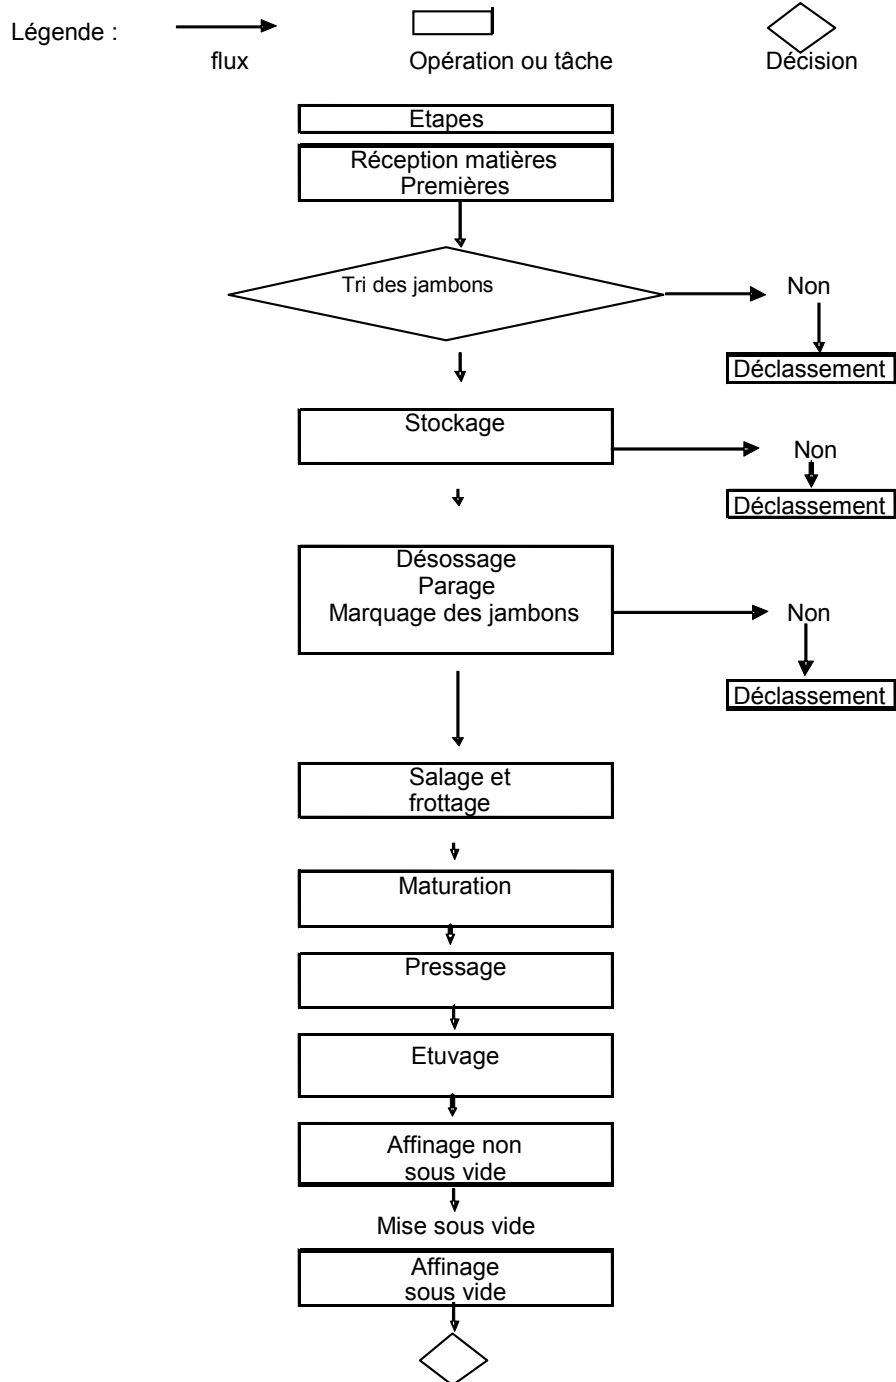 Légende :
flux
Opération ou tâche
Décision
Etapes
Réception matières
Premières
Tri des jambons
Non
Déclassement
Stockage
Non
Déclassement
Désossage
Parage
Marquage des jambons
Non
Déclassement
Salage et
frottage
Maturation
Pressage
Etuvage
Affinage non
sous vide
Mise sous vide
Affinage
sous vide